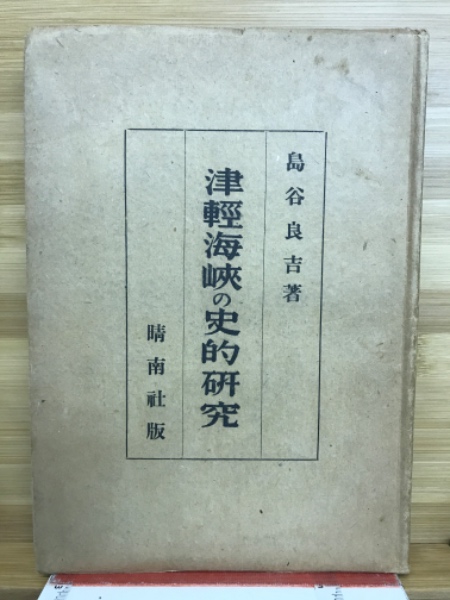 島谷良吉著
津輕海峽の史的研究
晴南社版